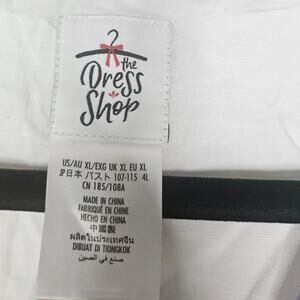 the
Dress
Shop
US/AU XL/EXG UK XL EU XL
JP日本 バスト 107-115 4L
CN 185/108A
MADE IN CHINA
FABRIQUÉ EN CHINE
HECHO EN CHINA
中國製
ผลิตในประเทศจีน
DIBUAT DI TIONGKOK
صنع في الصين